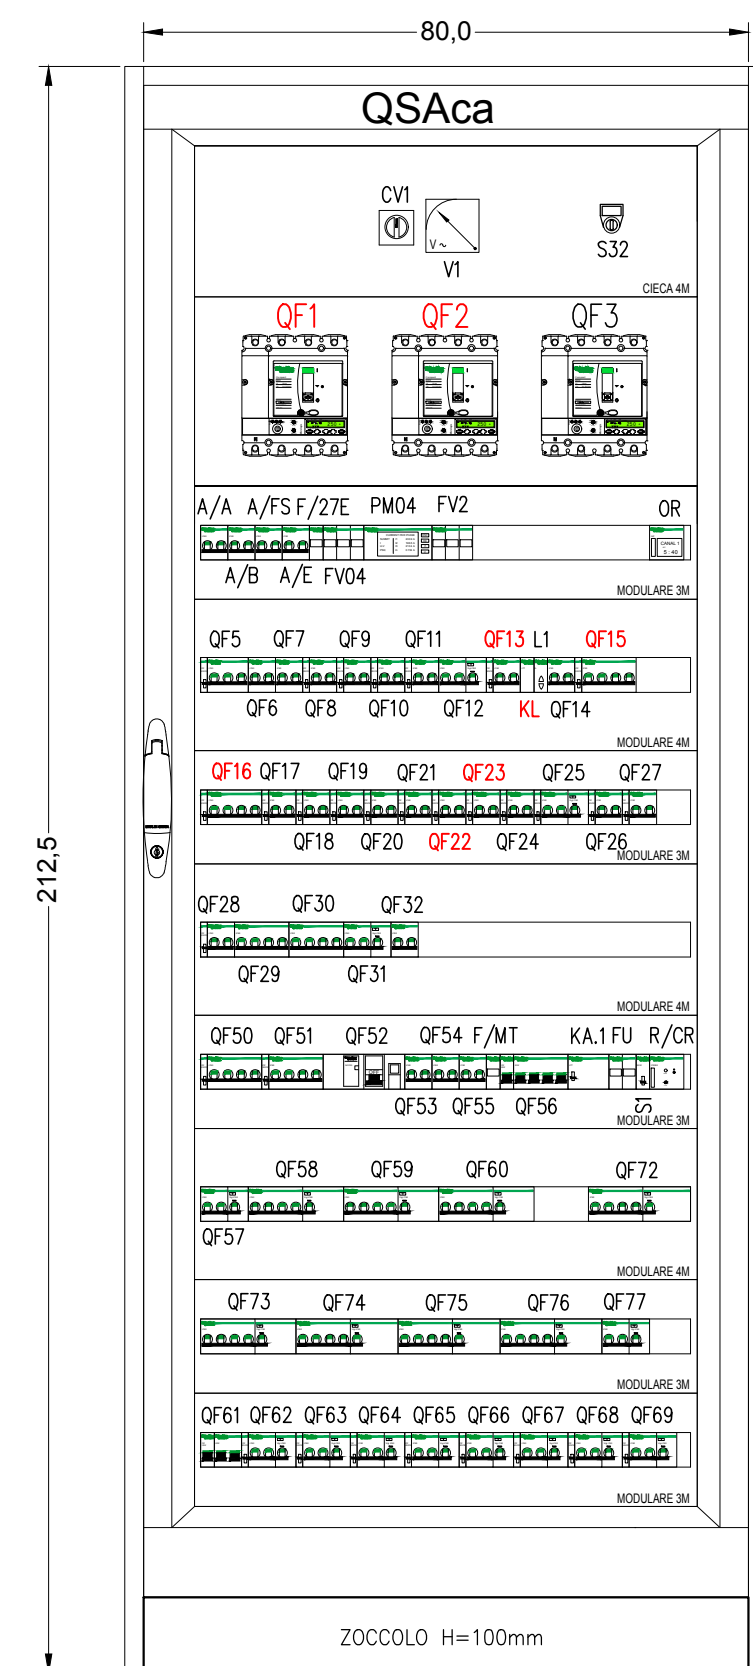 80,0
QSAca
CV1
V~
V1
S32
CIECA 4M
QF1 QF2 QF3
A/A A/FS F/27E PM04 FV2 OR
CANAL 1
5:40
A/B A/E FV04
MODULARE 3M
QF5 QF7 QF9 QF11 QF13 L1 QF15
QF6 QF8 QF10 QF12 KL QF14
MODULARE 4M
QF16 QF17 QF19 QF21 QF23 QF25 QF27
QF18 QF20 QF22 QF24 QF26
MODULARE 3M
212,5
QF28 QF30 QF32
QF29 QF31
MODULARE 4M
QF50 QF51 QF52 QF54 F/MT KA.1 FU R/CR
QF53 QF55 QF56 S1
MODULARE 3M
QF58 QF59 QF60 QF72
QF57
MODULARE 4M
QF73 QF74 QF75 QF76 QF77
MODULARE 3M
QF61 QF62 QF63 QF64 QF65 QF66 QF67 QF68 QF69
MODULARE 3M
ZOCCOLO H=100mm